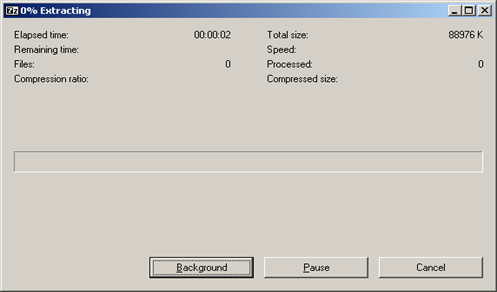 7z 0% Extracting
Elapsed time: 00:00:02 Total size: 88976 K
Remaining time: Speed:
Files: 0 Processed: 0
Compression ratio: Compressed size:
Background Pause Cancel